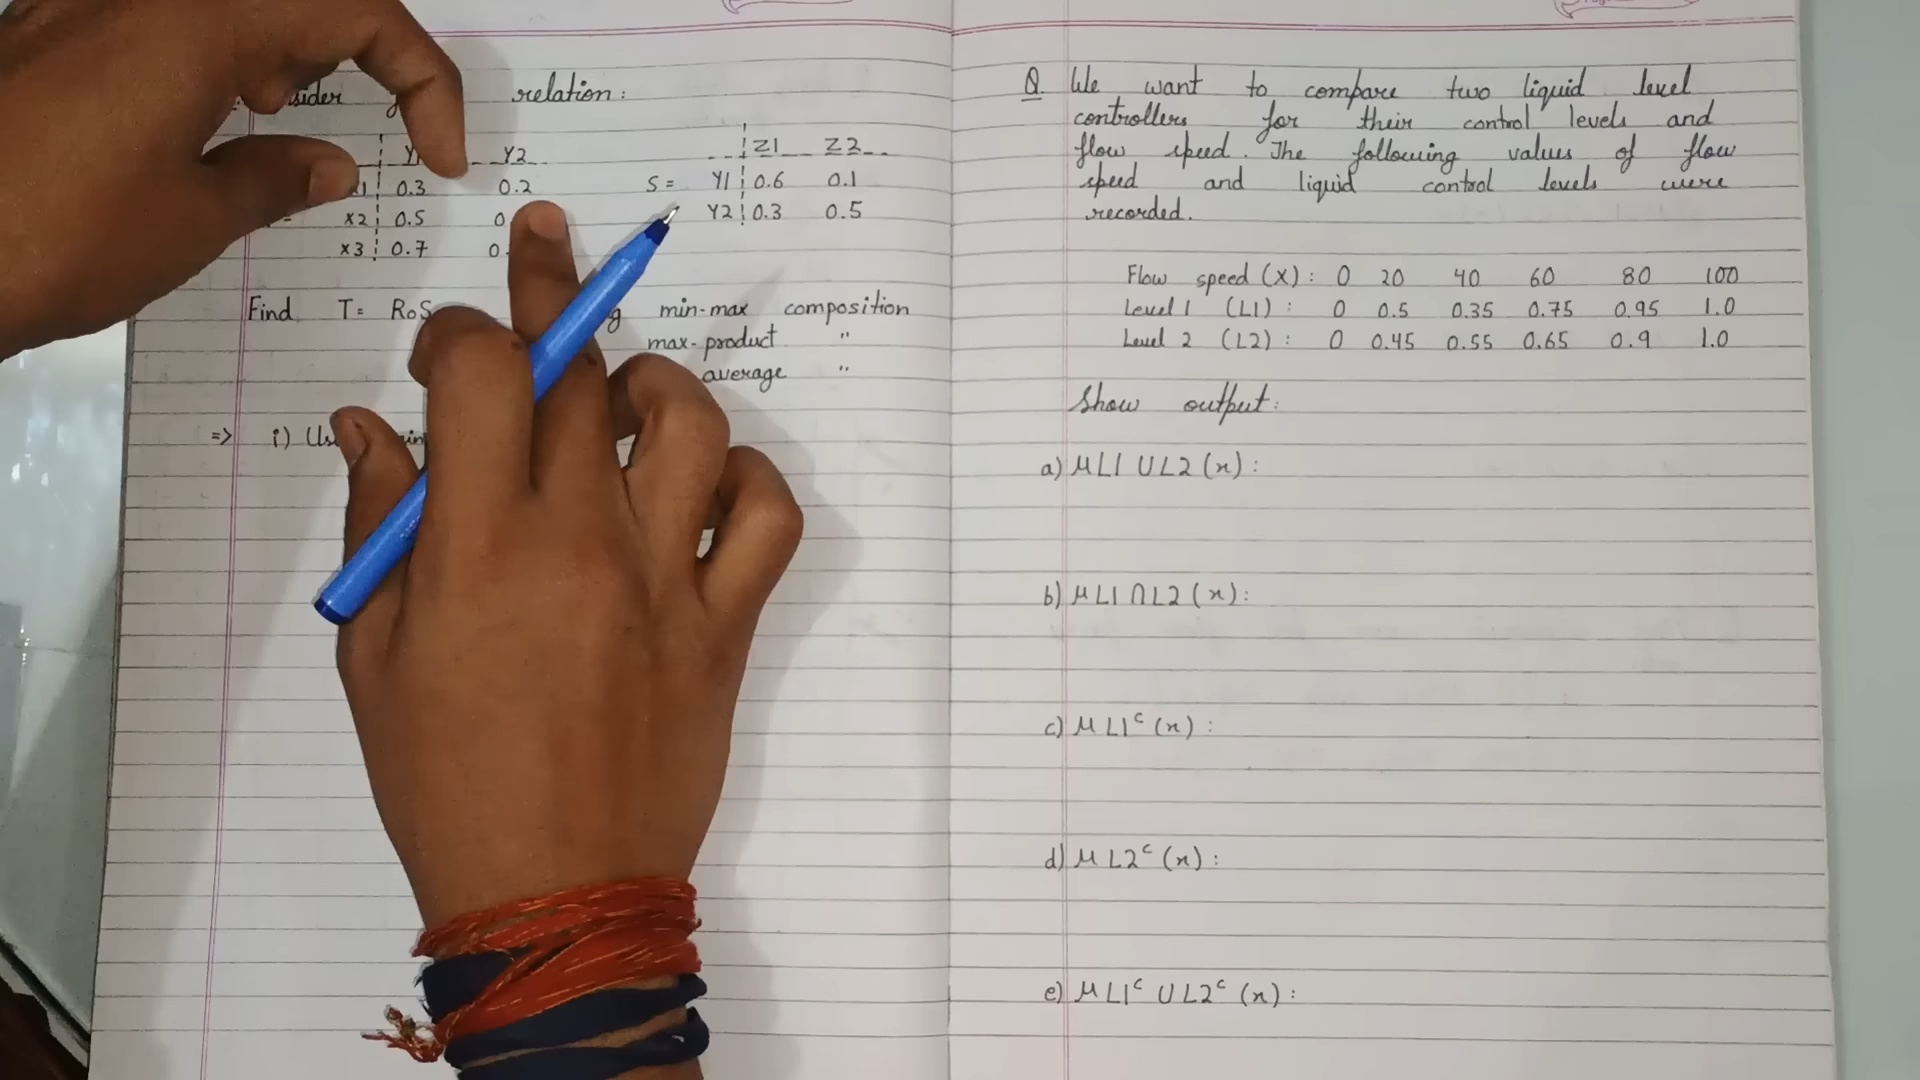 relation:
Y2
0.3 0.2
X2 0.5 0
X3 0.7 0.
Z1 Z2
S = Y1 0.6 0.1
Y2 0.3 0.5
Find T = RoS min-max composition
max-product "
average "
=> i)
Q. We want to compare two liquid level
controllers for their control levels and
flow speed. The following values of flow
speed and liquid control levels were
recorded.
Flow speed (X) : 0 20 40 60 80 100
Level 1 (L1) : 0 0.5 0.35 0.75 0.95 1.0
Level 2 (L2) : 0 0.45 0.55 0.65 0.9 1.0
Show output:
a) μL1 ∪ L2 (x) :
b) μL1 ∩ L2 (x) :
c) μL1ᶜ (x) :
d) μL2ᶜ (x) :
e) μL1ᶜ ∪ L2ᶜ (x) :